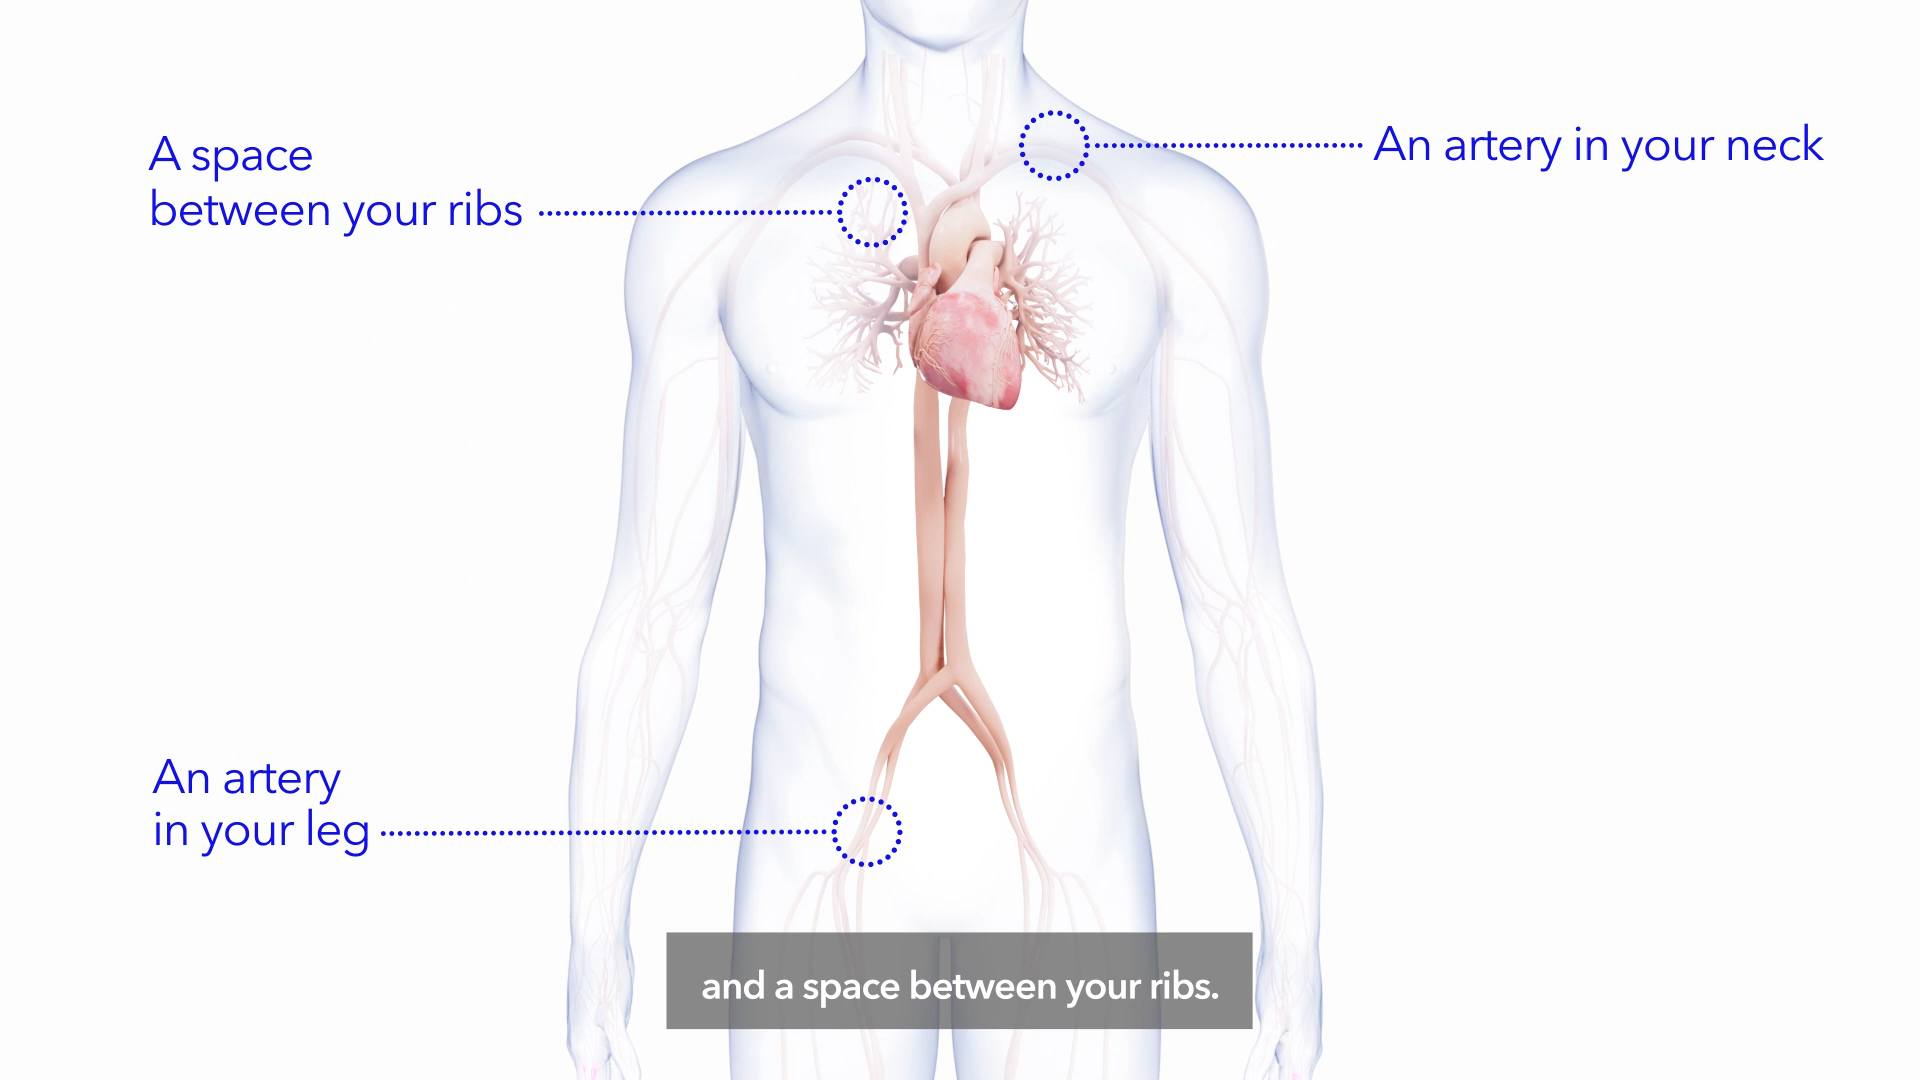 A space
between your ribs
An artery in your neck
An artery
in your leg
and a space between your ribs.